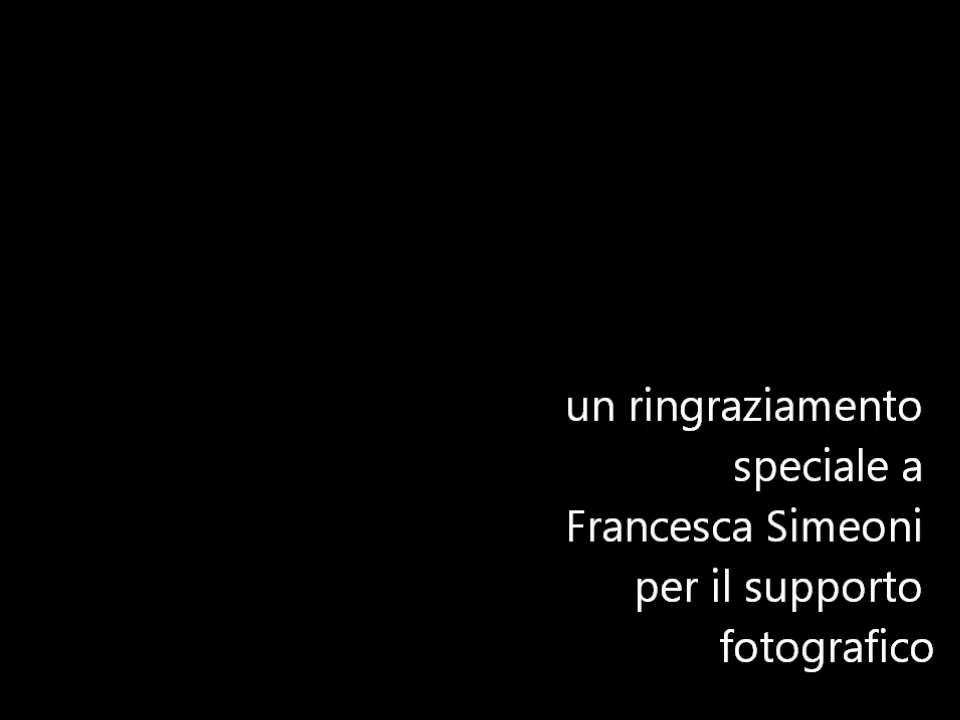 un ringraziamento
speciale a
Francesca Simeoni
per il supporto
fotografico